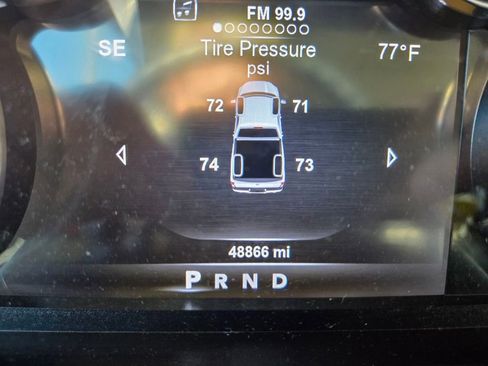 FM 99.9
SE Tire Pressure 77°F
psi
72 71
74 73
48866 mi
P R N D